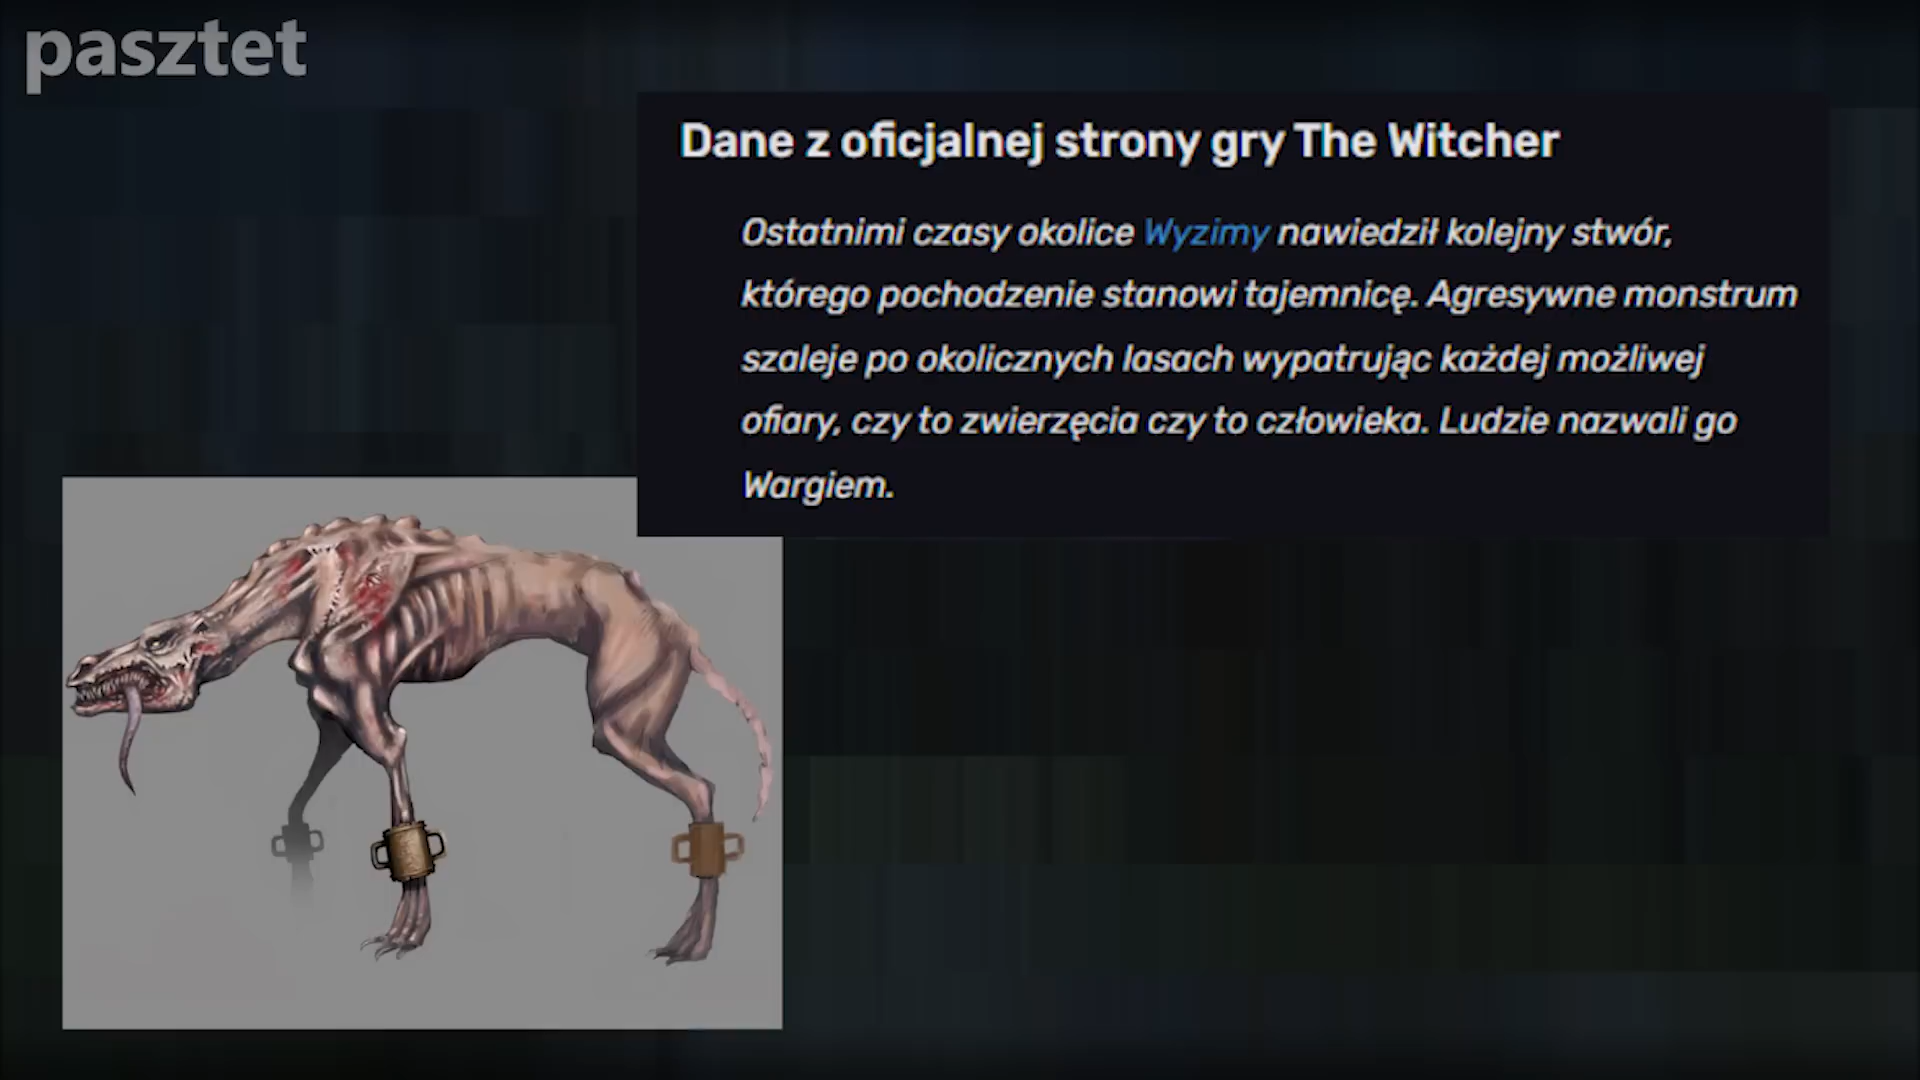 pasztet
Dane z oficjalnej strony gry The Witcher
Ostatnimi czasy okolice Wyzimy nawiedził kolejny stwór,
którego pochodzenie stanowi tajemnicę. Agresywne monstrum
szaleje po okolicznych lasach wypatrując każdej możliwej
ofiary, czy to zwierzęcia czy to człowieka. Ludzie nazwali go
Wargiem.